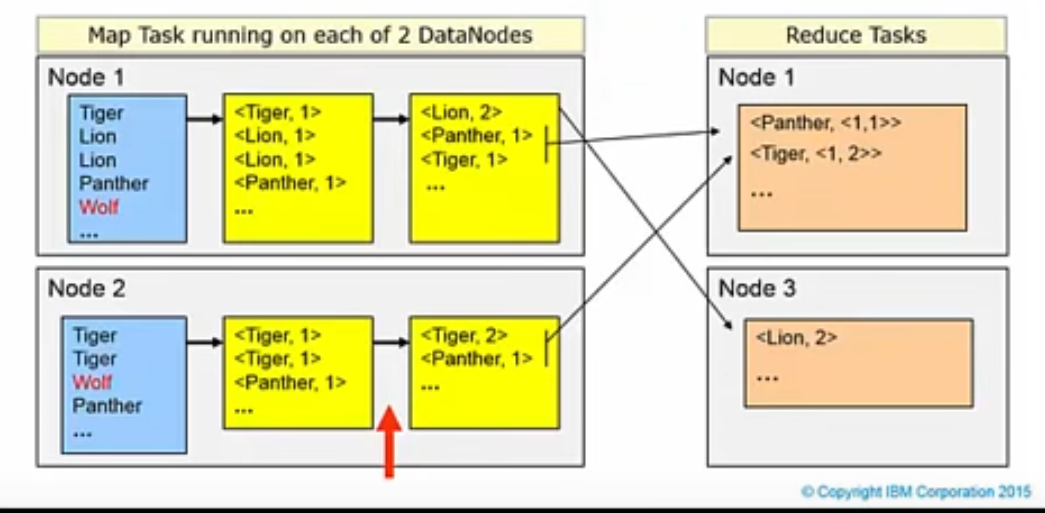 Map Task running on each of 2 DataNodes
Reduce Tasks
Node 1
Tiger
Lion
Lion
Panther
Wolf
...
<Tiger, 1>
<Lion, 1>
<Lion, 1>
<Panther, 1>
...
<Lion, 2>
<Panther, 1>
<Tiger, 1>
...
Node 1
<Panther, <1,1>>
<Tiger, <1, 2>>
...
Node 2
Tiger
Tiger
Wolf
Panther
...
<Tiger, 1>
<Tiger, 1>
<Panther, 1>
...
<Tiger, 2>
<Panther, 1>
...
Node 3
<Lion, 2>
...
© Copyright IBM Corporation 2015